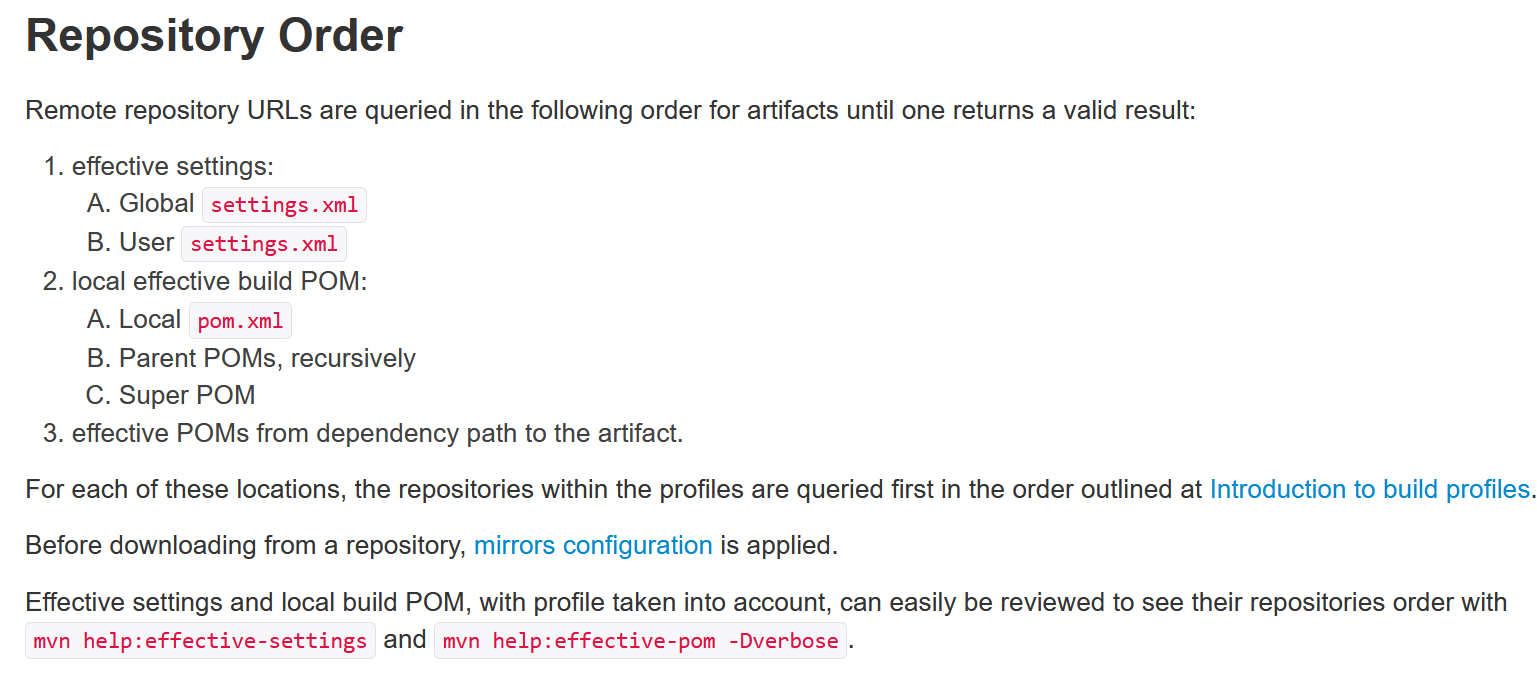 Repository Order
Remote repository URLs are queried in the following order for artifacts until one returns a valid result:
1. effective settings:
A. Global settings.xml
B. User settings.xml
2. local effective build POM:
A. Local pom.xml
B. Parent POMs, recursively
C. Super POM
3. effective POMs from dependency path to the artifact.
For each of these locations, the repositories within the profiles are queried first in the order outlined at Introduction to build profiles.
Before downloading from a repository, mirrors configuration is applied.
Effective settings and local build POM, with profile taken into account, can easily be reviewed to see their repositories order with
mvn help:effective-settings and mvn help:effective-pom -Dverbose.